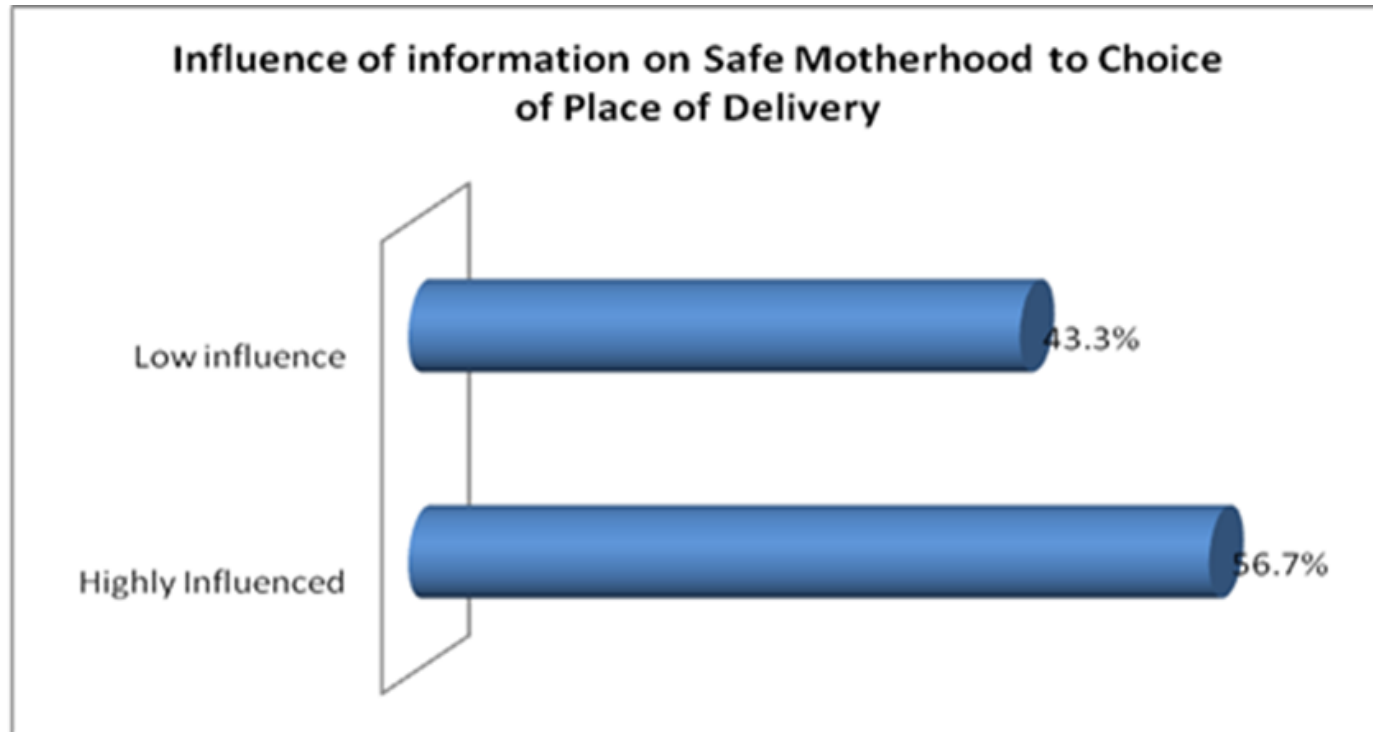 Influence of information on Safe Motherhood to Choice
of Place of Delivery
Low influence
43.3%
Highly Influenced
56.7%